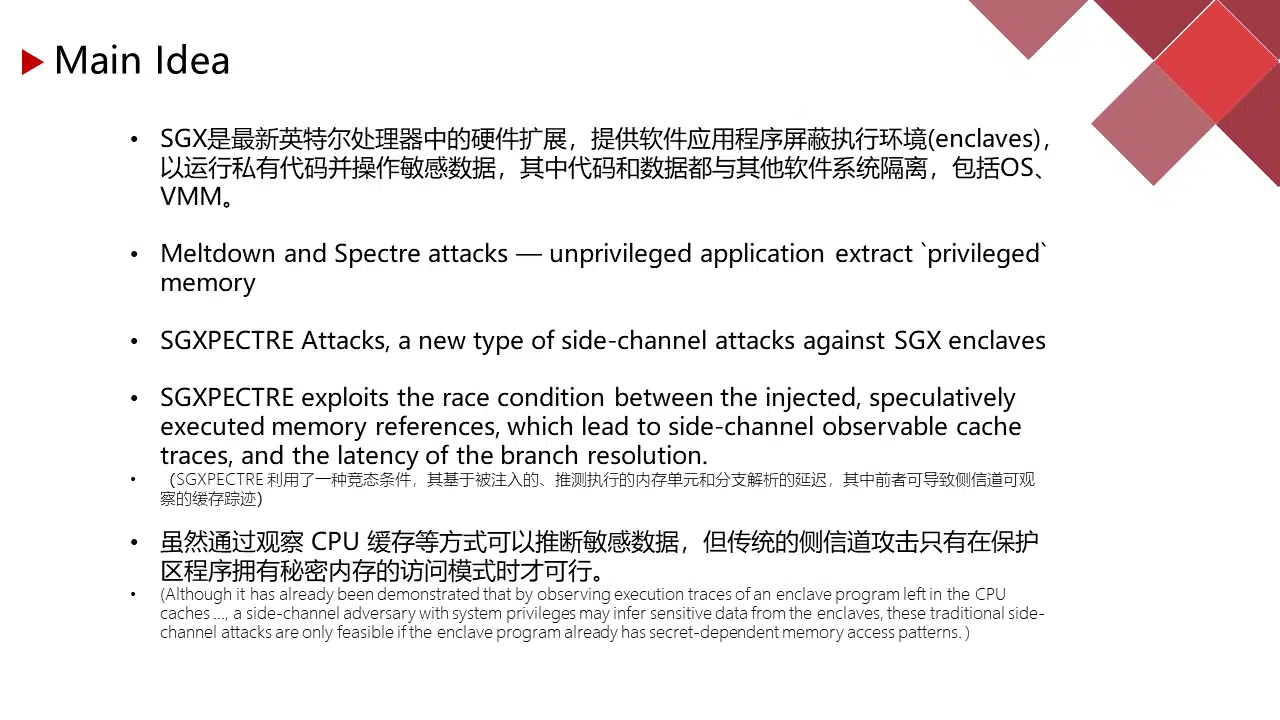 Main Idea
• SGX是最新英特尔处理器中的硬件扩展，提供软件应用程序屏蔽执行环境(enclaves)，
以运行私有代码并操作敏感数据，其中代码和数据都与其他软件系统隔离，包括OS、
VMM。
• Meltdown and Spectre attacks — unprivileged application extract `privileged`
memory
• SGXPECTRE Attacks, a new type of side-channel attacks against SGX enclaves
• SGXPECTRE exploits the race condition between the injected, speculatively
executed memory references, which lead to side-channel observable cache
traces, and the latency of the branch resolution.
• （SGXPECTRE 利用了一种竞态条件，其基于被注入的、推测执行的内存单元和分支解析的延迟，其中前者可导致侧信道可观
察的缓存踪迹）
• 虽然通过观察 CPU 缓存等方式可以推断敏感数据，但传统的侧信道攻击只有在保护
区程序拥有秘密内存的访问模式时才可行。
• (Although it has already been demonstrated that by observing execution traces of an enclave program left in the CPU
caches ..., a side-channel adversary with system privileges may infer sensitive data from the enclaves, these traditional side-
channel attacks are only feasible if the enclave program already has secret-dependent memory access patterns. )